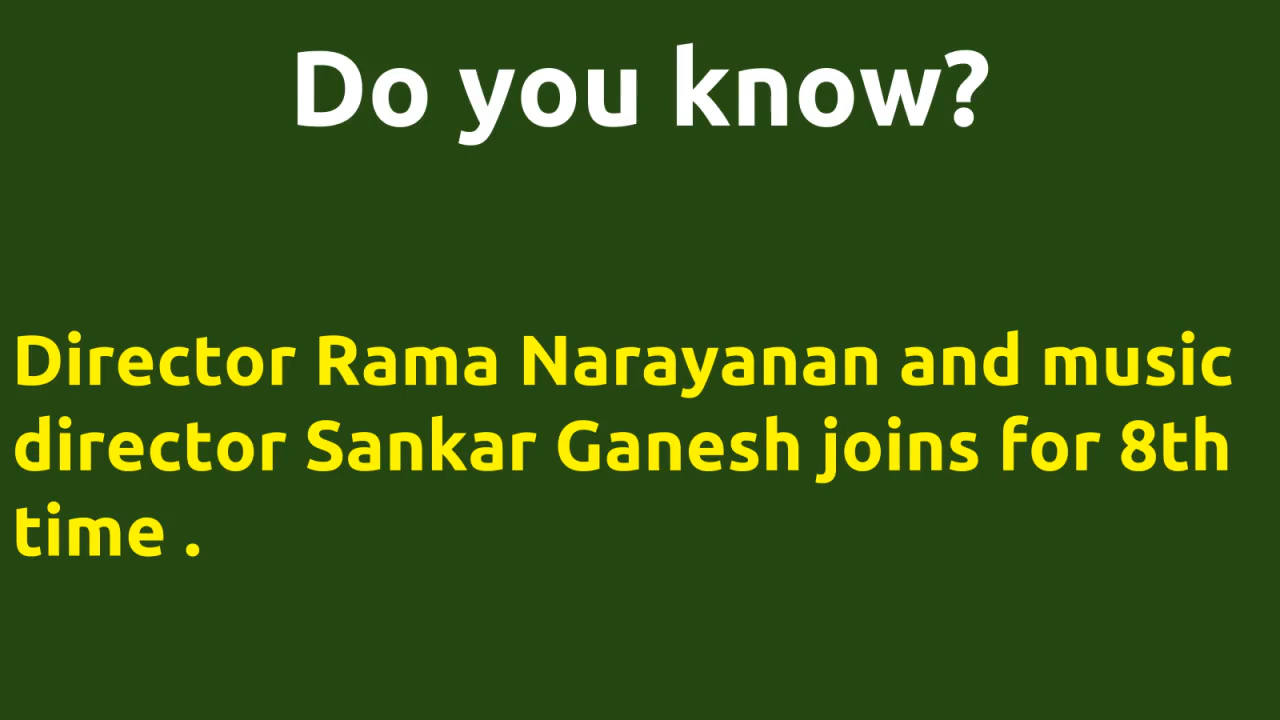 Do you know?
Director Rama Narayanan and music
director Sankar Ganesh joins for 8th
time .